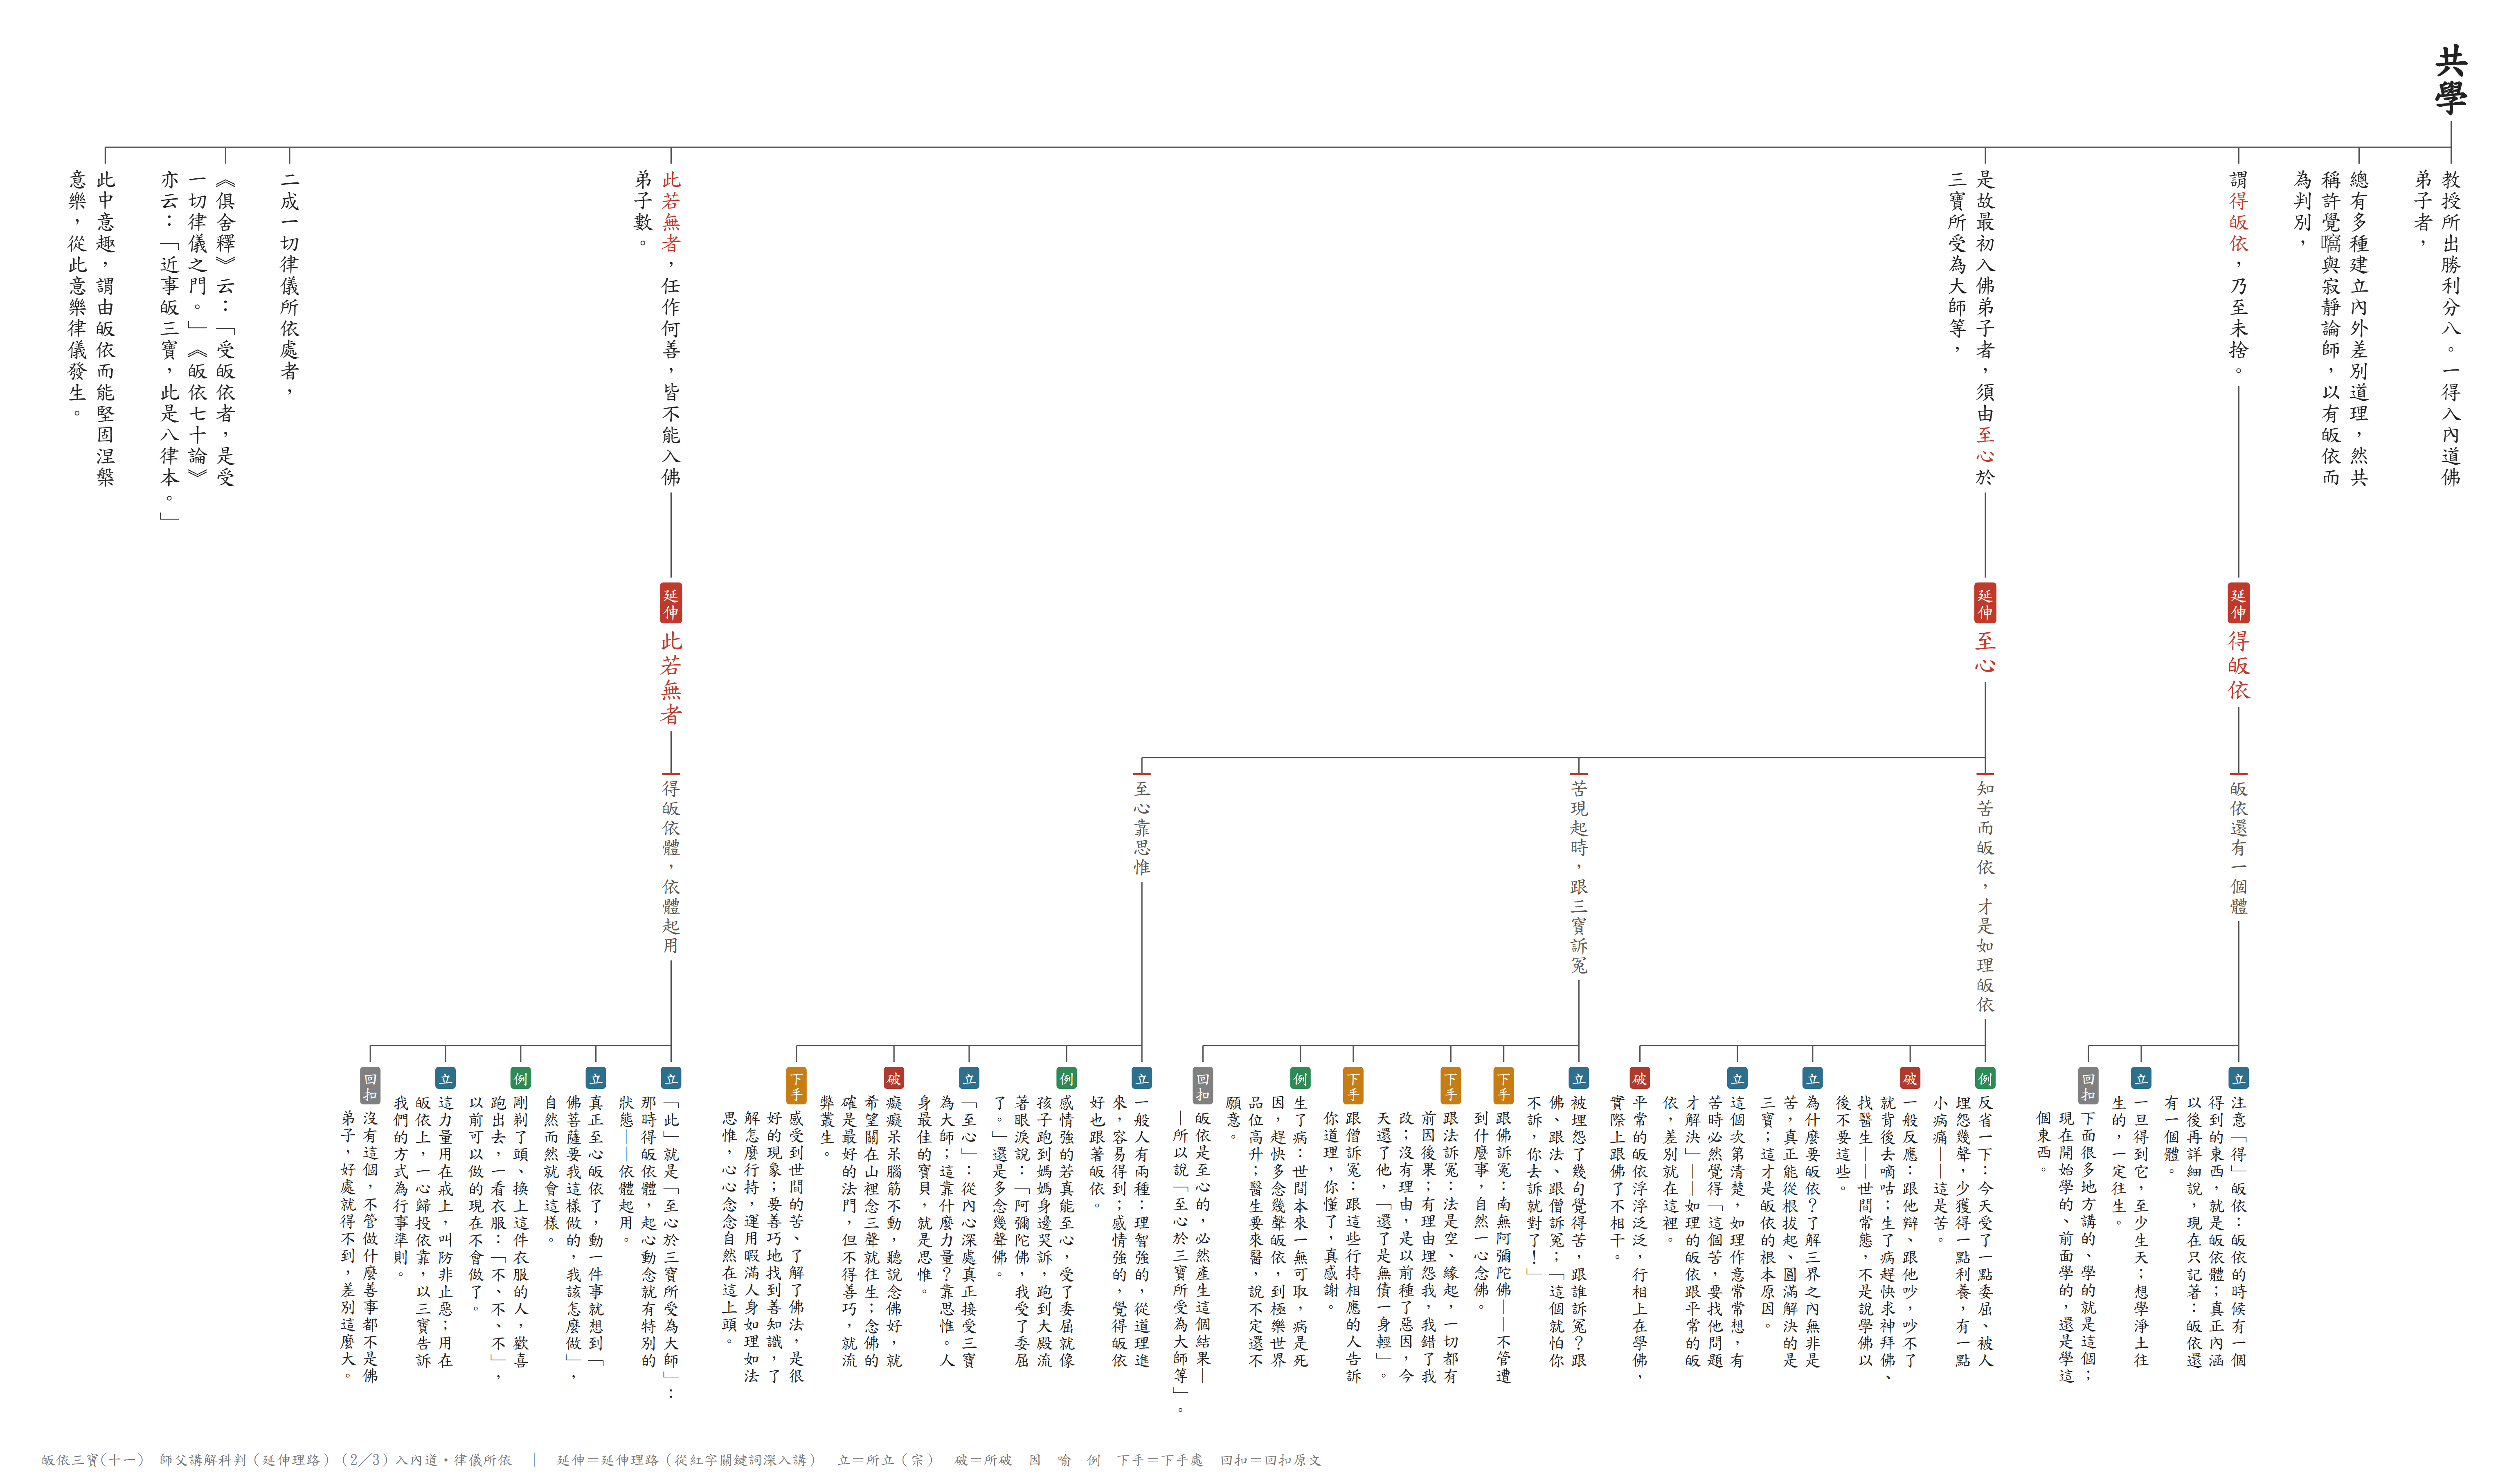 共學
教授所出勝利分八。一得入內道佛
弟子者，
總有多種建立內外差別道理，然共
稱許覺𡁠與寂靜論師，以有皈依而
為判別，
謂得皈依，乃至未捨。
是故最初入佛弟子者，須由至心於
三寶所受為大師等，
此若無者，任作何善，皆不能入佛
弟子數。
二成一切律儀所依處者，
《俱舍釋》云：「受皈依者，是受
一切律儀之門。」《皈依七十論》
亦云：「近事皈三寶，此是八律本。」
此中意趣，謂由皈依而能堅固涅槃
意樂，從此意樂律儀發生。
延伸
得皈依
皈依還有一個體
立
注意「得」皈依：皈依的時候有一個
得到的東西，就是皈依體；真正內涵
以後再詳細說，現在只記著：皈依還
有一個體。
立
一旦得到它，至少生天；想學淨土往
生的，一定往生。
回扣
下面很多地方講的、學的就是這個；
現在開始學的、前面學的，還是學這
個東西。
延伸
至心
知苦而皈依，才是如理皈依
例
反省一下：今天受了一點委屈、被人
埋怨幾聲，少獲得一點利養，有一點
小病痛——這是苦。
破
一般反應：跟他辯、跟他吵，吵不了
就背後去嘀咕；生了病趕快求神拜佛、
找醫生——世間常態，不是說學佛以
後不要這些。
立
為什麼要皈依？了解三界之內無非是
苦，真正能從根拔起、圓滿解決的是
三寶；這才是皈依的根本原因。
立
這個次第清楚，如理作意常常想，有
苦時必然覺得「這個苦，要找他問題
才解決」——如理的皈依跟平常的皈
依，差別就在這裡。
破
平常的皈依浮浮泛泛，行相上在學佛，
實際上跟佛了不相干。
苦現起時，跟三寶訴冤
立
被埋怨了幾句覺得苦，跟誰訴冤？跟
佛、跟法、跟僧訴冤；「這個就怕你
不訴，你去訴就對了！」
下手
跟佛訴冤：南無阿彌陀佛——不管遭
到什麼事，自然一心念佛。
下手
跟法訴冤：法是空、緣起，一切都有
前因後果；有理由埋怨我，我錯了我
改；沒有理由，是以前種了惡因，今
天還了他，「還了是無債一身輕」。
下手
跟僧訴冤：跟這些行持相應的人告訴
你道理，你懂了，真感謝。
例
生了病：世間本來一無可取，病是死
因，趕快多念幾聲皈依，到極樂世界
品位高升；醫生要來醫，說不定還不
願意。
回扣
皈依是至心的，必然產生這個結果—
—所以說「至心於三寶所受為大師等」。
至心靠思惟
立
一般人有兩種：理智強的，從道理進
來，容易得到；感情強的，覺得皈依
好也跟著皈依。
例
感情強的若真能至心，受了委屈就像
孩子跑到媽媽身邊哭訴，跑到大殿流
著眼淚說：「阿彌陀佛，我受了委屈
了。」還是多念幾聲佛。
立
「至心」：從內心深處真正接受三寶
為大師；這靠什麼力量？靠思惟。人
身最佳的寶貝，就是思惟。
破
癡癡呆呆腦筋不動，聽說念佛好，就
希望關在山裡念三聲就往生；念佛的
確是最好的法門，但不得善巧，就流
弊叢生。
下手
感受到世間的苦、了解了佛法，是很
好的現象；要善巧地找到善知識，了
解怎麼行持，運用暇滿人身如理如法
思惟，心心念念自然在這上頭。
延伸
此若無者
得皈依體，依體起用
立
「此」就是「至心於三寶所受為大師」：
那時得皈依體，起心動念就有特別的
狀態——依體起用。
立
真正至心皈依了，動一件事就想到「
佛菩薩要我這樣做的，我該怎麼做」，
自然而然就會這樣。
例
剛剃了頭、換上這件衣服的人，歡喜
跑出去，一看衣服：「不、不、不」，
以前可以做的現在不會做了。
立
這力量用在戒上，叫防非止惡；用在
皈依上，一心歸投依靠，以三寶告訴
我們的方式為行事準則。
回扣
沒有這個，不管做什麼善事都不是佛
弟子，好處就得不到，差別這麼大。
皈依三寶(十一)　師父講解科判（延伸理路）（2／3）入內道・律儀所依　｜　延伸＝延伸理路（從紅字關鍵詞深入講）　立＝所立（宗）　破＝所破　因　喻　例　下手＝下手處　回扣＝回扣原文